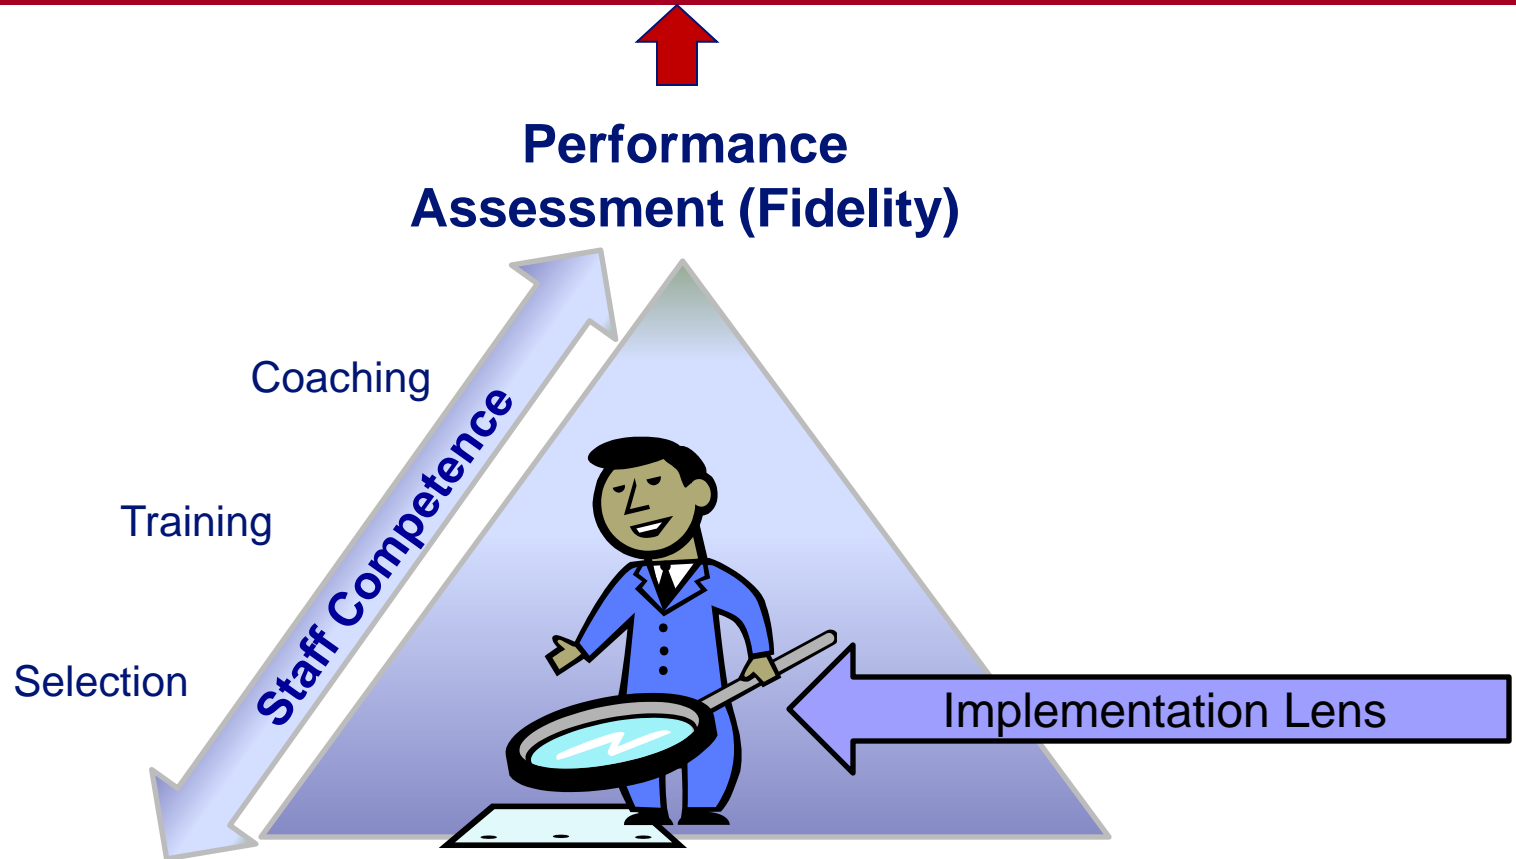 Performance
Assessment (Fidelity)
Coaching
Training
Selection
Staff Competence
Implementation Lens